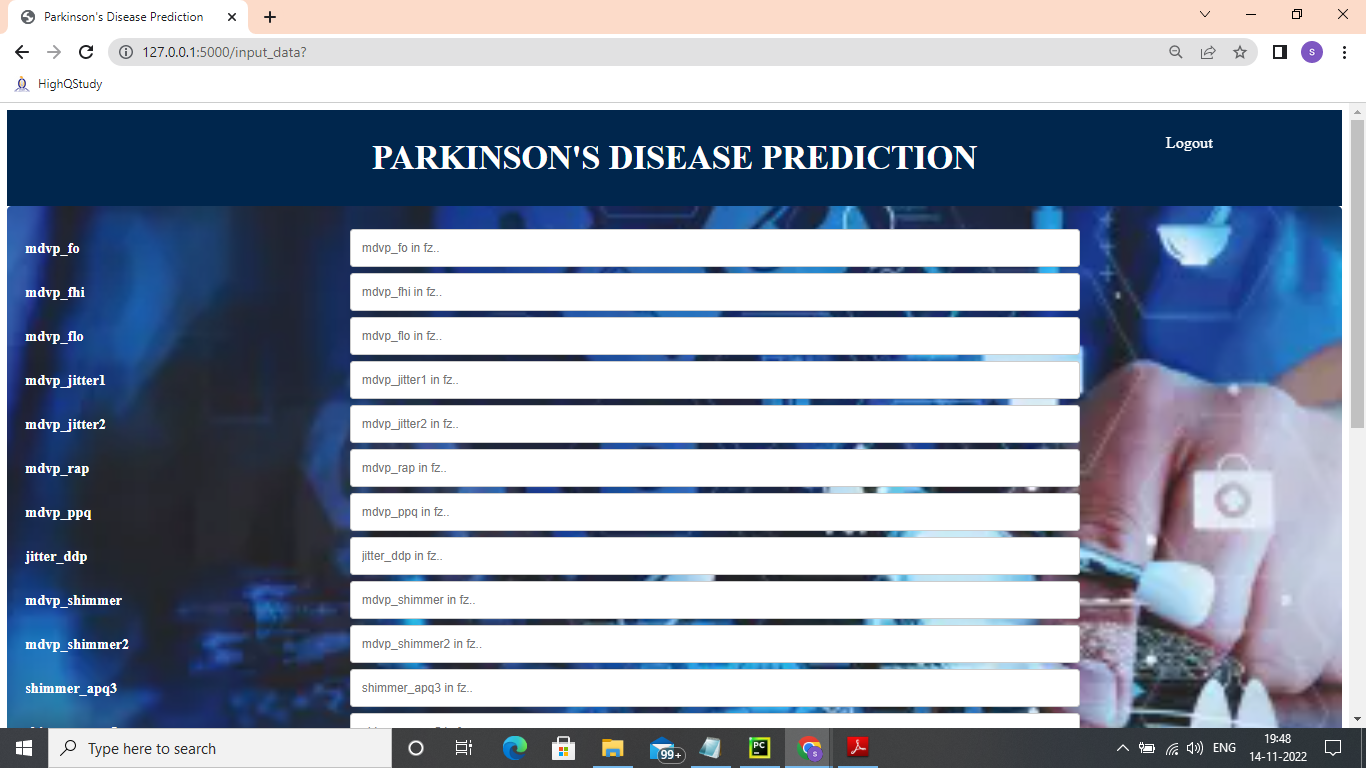 Parkinson's Disease Prediction
127.0.0.1:5000/input_data?
S
HighQStudy
PARKINSON'S DISEASE PREDICTION
Logout
mdvp_fo
mdvp_fo in fz..
mdvp_fhi
mdvp_fhi in fz..
mdvp_flo
mdvp_flo in fz..
mdvp_jitter1
mdvp_jitter1 in fz..
mdvp_jitter2
mdvp_jitter2 in fz..
mdvp_rap
mdvp_rap in fz..
mdvp_ppq
mdvp_ppq in fz..
jitter_ddp
jitter_ddp in fz..
mdvp_shimmer
mdvp_shimmer in fz..
mdvp_shimmer2
mdvp_shimmer2 in fz..
shimmer_apq3
shimmer_apq3 in fz..
Type here to search
99+
PC
S
ENG
19:48
14-11-2022